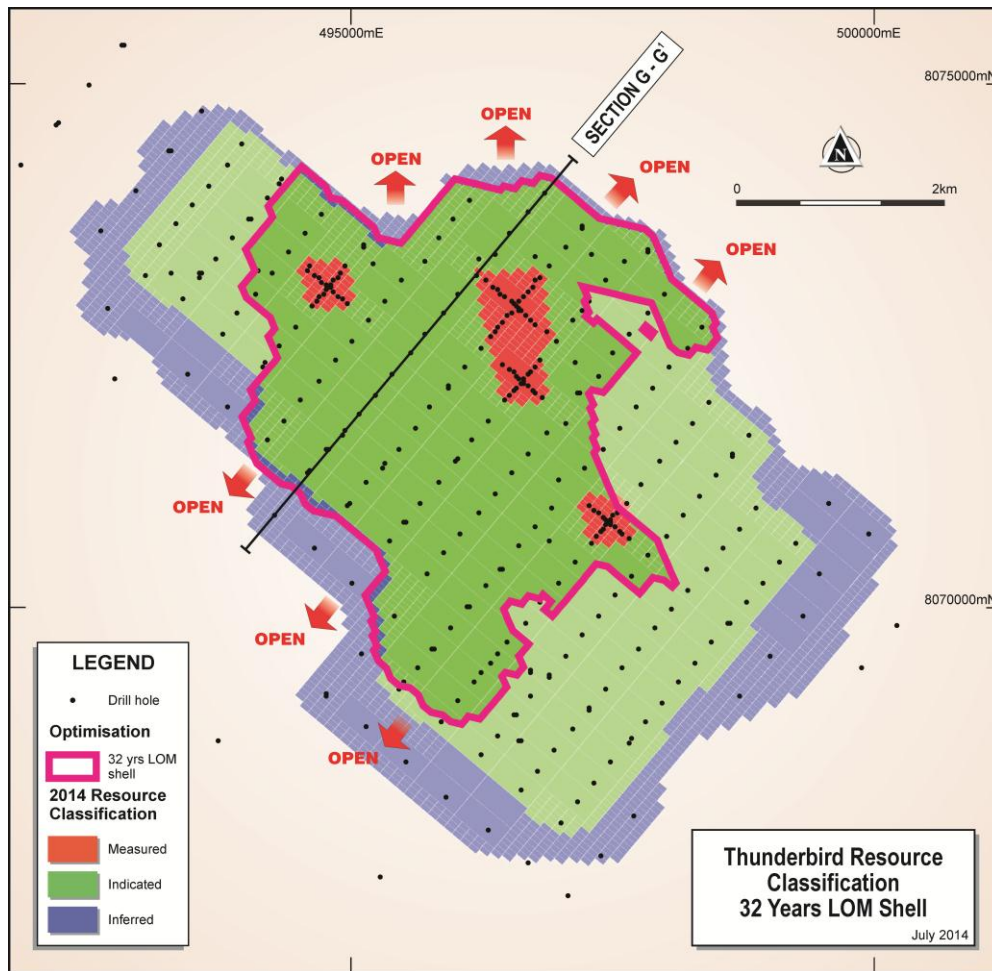 495000mE
500000mE
8075000mN
SECTION G - G'
OPEN
OPEN
OPEN
OPEN
N
0 2km
OPEN
OPEN
OPEN
8070000mN
LEGEND
Drill hole
Optimisation
32 yrs LOM
shell
2014 Resource
Classification
Measured
Indicated
Inferred
Thunderbird Resource
Classification
32 Years LOM Shell
July 2014